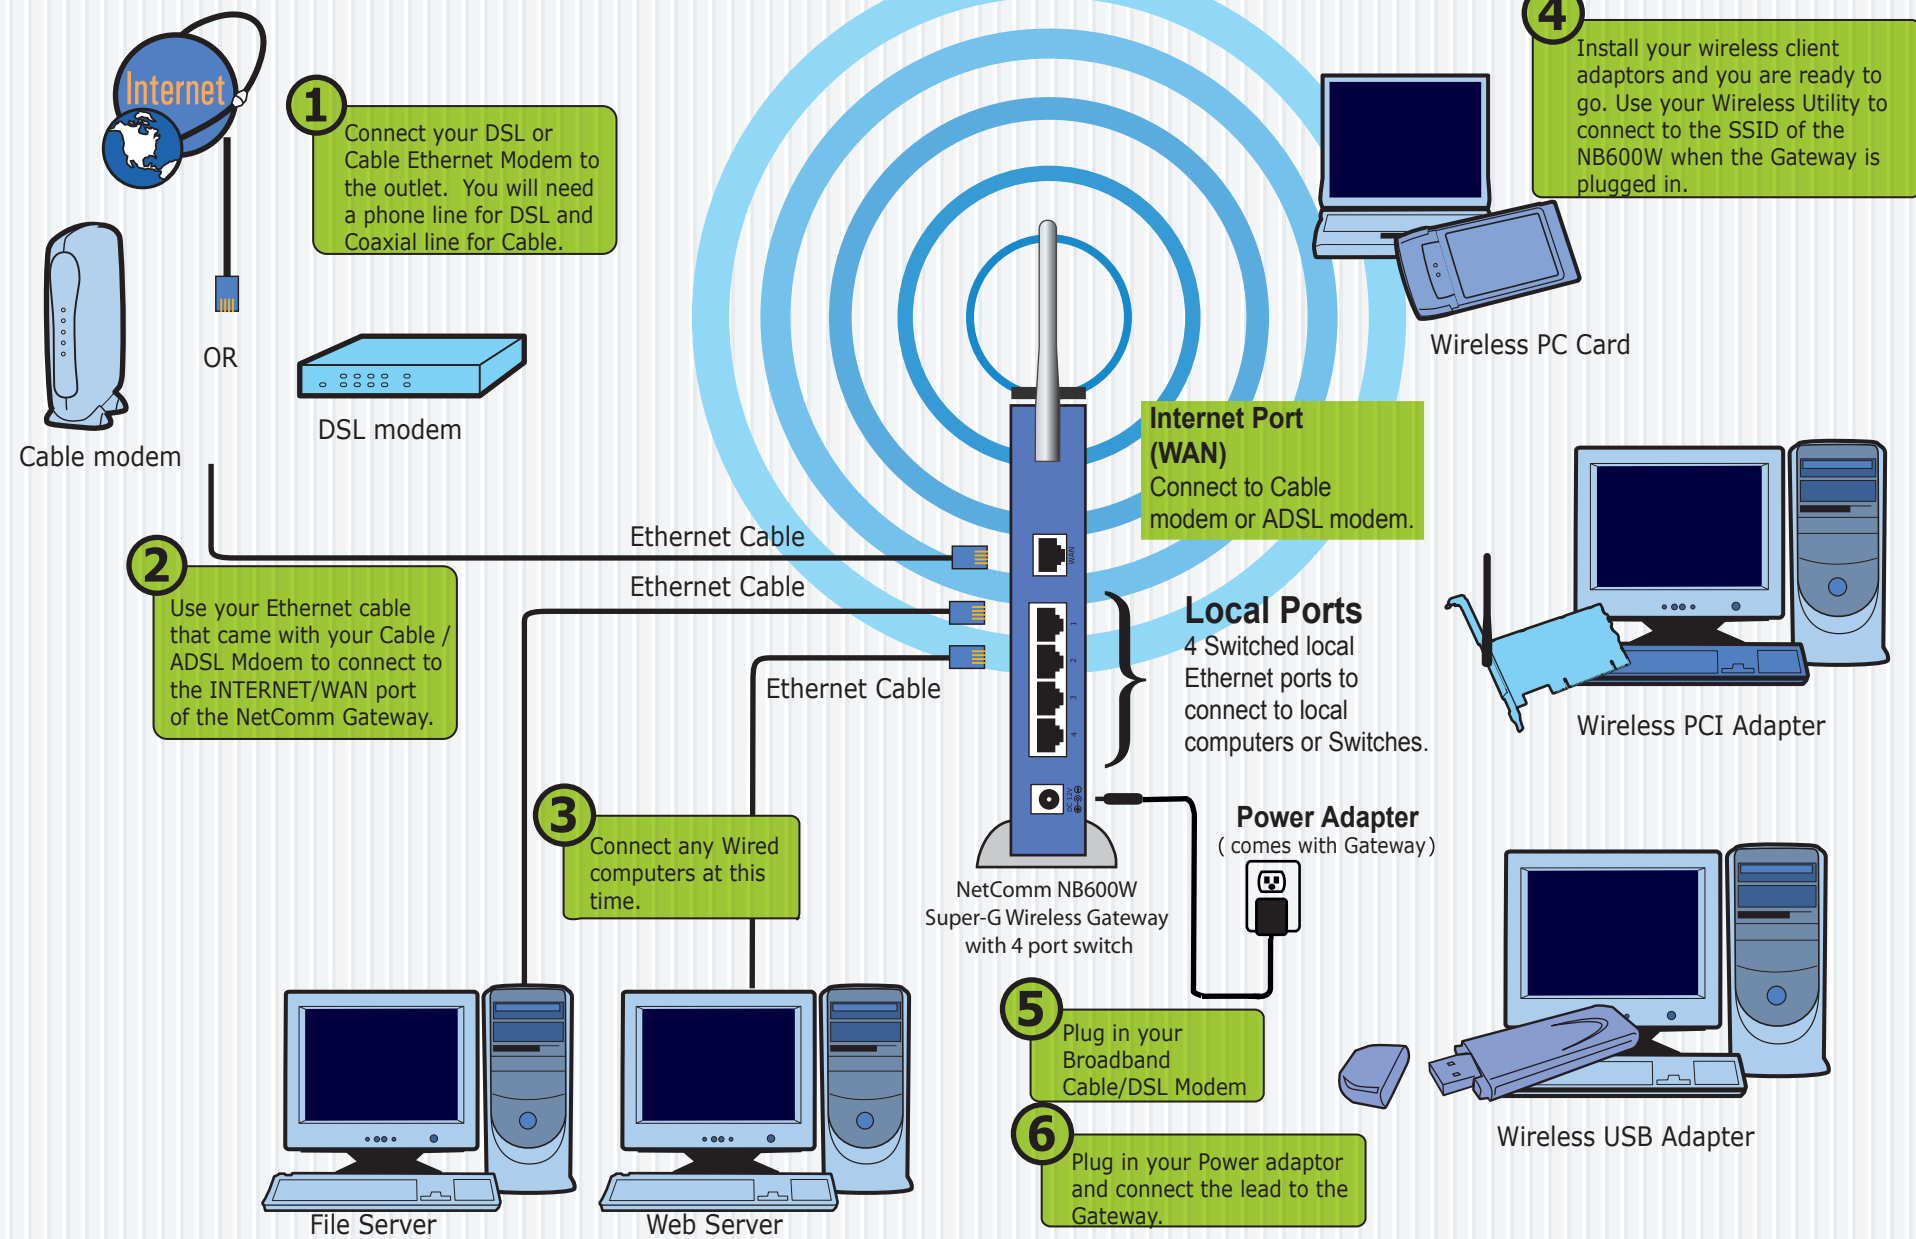 Internet
1
Connect your DSL or
Cable Ethernet Modem to
the outlet.  You will need
a phone line for DSL and
Coaxial line for Cable.
4
Install your wireless client
adaptors and you are ready to
go. Use your Wireless Utility to
connect to the SSID of the
NB600W when the Gateway is
plugged in.
OR
Cable modem
DSL modem
Wireless PC Card
Internet Port
(WAN)
Connect to Cable
modem or ADSL modem.
Ethernet Cable
Ethernet Cable
Ethernet Cable
2
Use your Ethernet cable
that came with your Cable /
ADSL Mdoem to connect to
the INTERNET/WAN port
of the NetComm Gateway.
WAN
1
2
3
4
DC 12V
Local Ports
4 Switched local
Ethernet ports to
connect to local
computers or Switches.
Wireless PCI Adapter
3
Connect any Wired
computers at this
time.
Power Adapter
( comes with Gateway)
NetComm NB600W
Super-G Wireless Gateway
with 4 port switch
5
Plug in your
Broadband
Cable/DSL Modem
6
Plug in your Power adaptor
and connect the lead to the
Gateway.
Wireless USB Adapter
File Server
Web Server